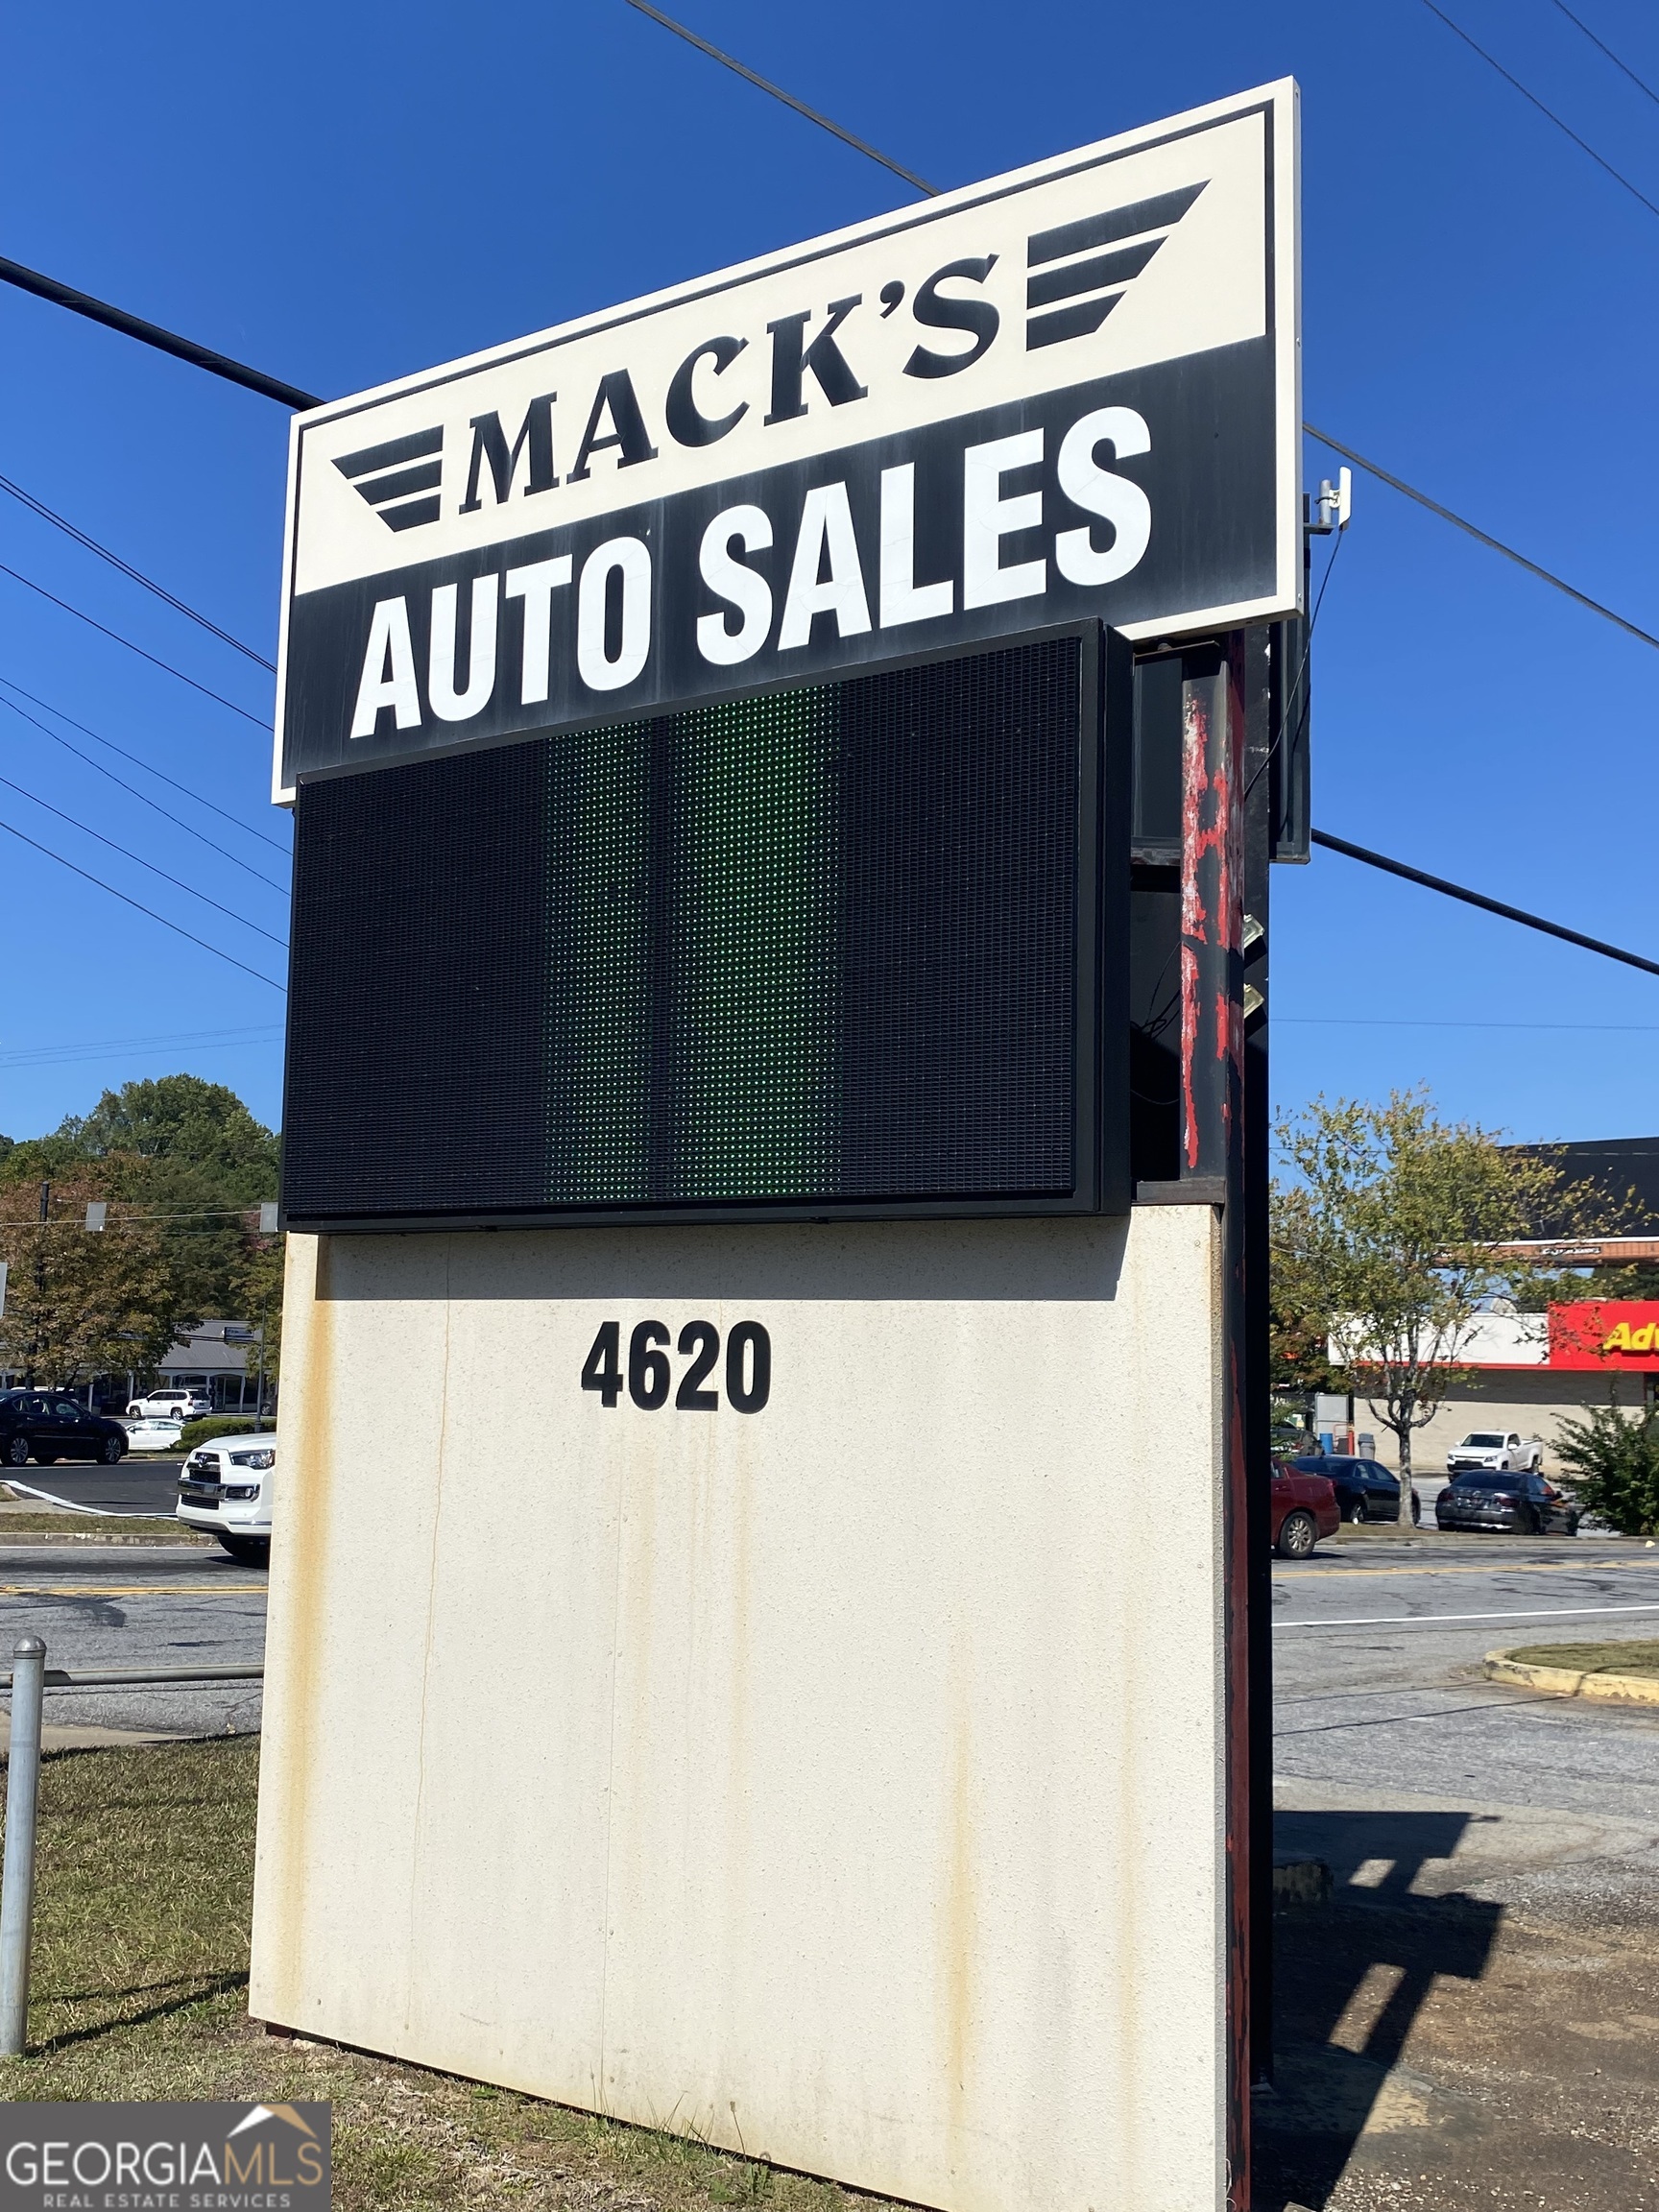 MACK'S
AUTO SALES
4620
GEORGIAMLS
REAL ESTATE SERVICES